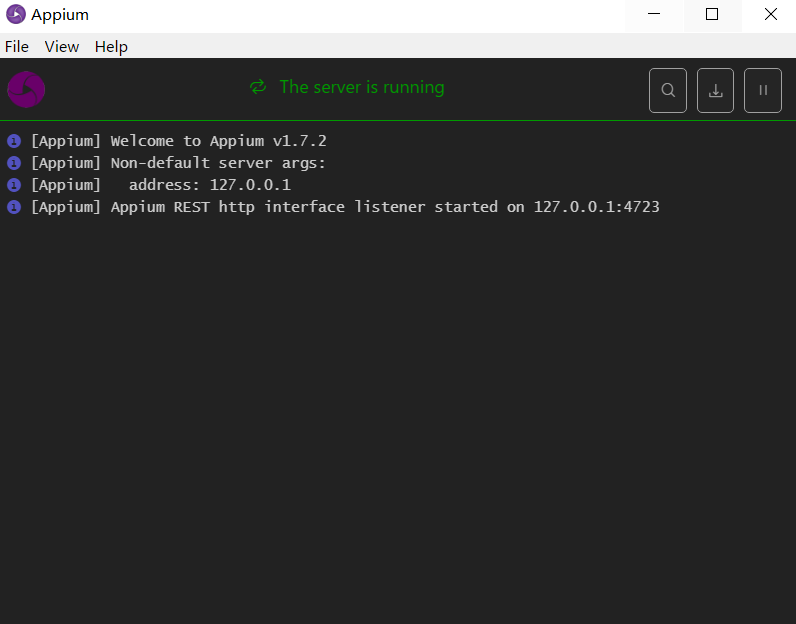 Appium
File View Help
The server is running
[Appium] Welcome to Appium v1.7.2
[Appium] Non-default server args:
[Appium]   address: 127.0.0.1
[Appium] Appium REST http interface listener started on 127.0.0.1:4723